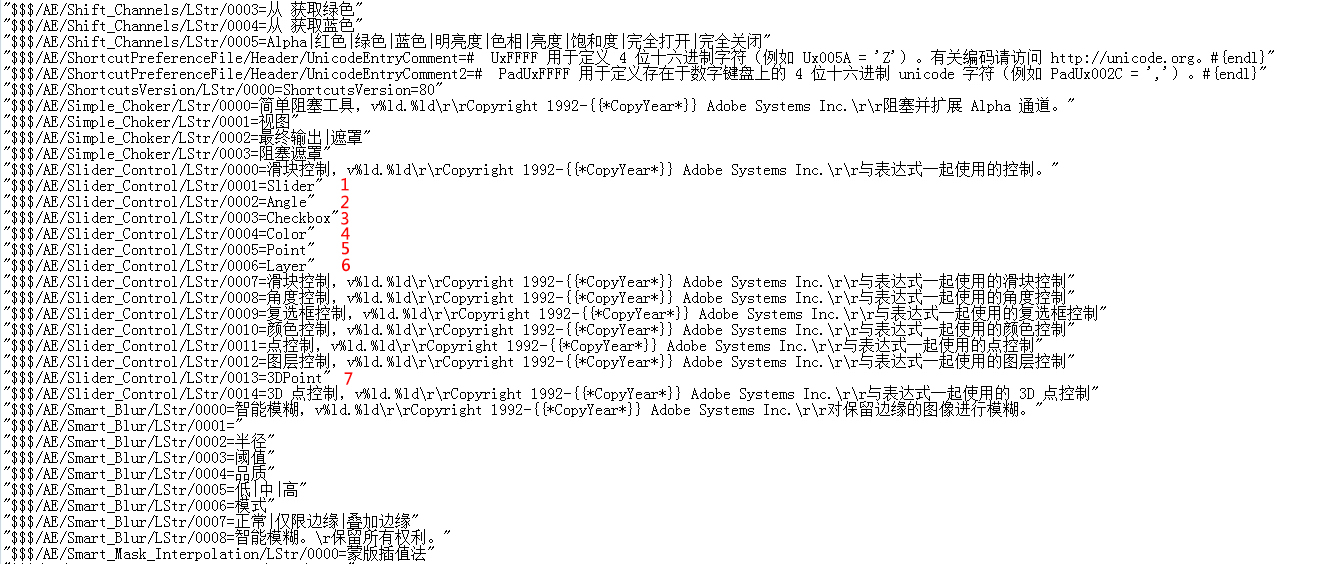 "$$$/AE/Shift_Channels/LStr/0003=从 获取绿色"
"$$$/AE/Shift_Channels/LStr/0004=从 获取蓝色"
"$$$/AE/Shift_Channels/LStr/0005=Alpha|红色|绿色|蓝色|明亮度|色相|亮度|饱和度|完全打开|完全关闭"
"$$$/AE/ShortcutPreferenceFile/Header/UnicodeEntryComment=#  UxFFFF 用于定义 4 位十六进制字符（例如 Ux005A = 'Z'）。有关编码请访问 http://unicode.org。#{endl}"
"$$$/AE/ShortcutPreferenceFile/Header/UnicodeEntryComment2=#  PadUxFFFF 用于定义存在于数字键盘上的 4 位十六进制 unicode 字符（例如 PadUx002C = ','）。#{endl}"
"$$$/AE/ShortcutsVersion/LStr/0000=ShortcutsVersion=80"
"$$$/AE/Simple_Choker/LStr/0000=简单阻塞工具，v%ld.%ld\r\rCopyright 1992-{{*CopyYear*}} Adobe Systems Inc.\r\r阻塞并扩展 Alpha 通道。"
"$$$/AE/Simple_Choker/LStr/0001=视图"
"$$$/AE/Simple_Choker/LStr/0002=最终输出|遮罩"
"$$$/AE/Simple_Choker/LStr/0003=阻塞遮罩"
"$$$/AE/Slider_Control/LStr/0000=滑块控制，v%ld.%ld\r\rCopyright 1992-{{*CopyYear*}} Adobe Systems Inc.\r\r与表达式一起使用的控制。"
"$$$/AE/Slider_Control/LStr/0001=Slider" 1
"$$$/AE/Slider_Control/LStr/0002=Angle" 2
"$$$/AE/Slider_Control/LStr/0003=Checkbox" 3
"$$$/AE/Slider_Control/LStr/0004=Color" 4
"$$$/AE/Slider_Control/LStr/0005=Point" 5
"$$$/AE/Slider_Control/LStr/0006=Layer" 6
"$$$/AE/Slider_Control/LStr/0007=滑块控制，v%ld.%ld\r\rCopyright 1992-{{*CopyYear*}} Adobe Systems Inc.\r\r与表达式一起使用的滑块控制"
"$$$/AE/Slider_Control/LStr/0008=角度控制，v%ld.%ld\r\rCopyright 1992-{{*CopyYear*}} Adobe Systems Inc.\r\r与表达式一起使用的角度控制"
"$$$/AE/Slider_Control/LStr/0009=复选框控制，v%ld.%ld\r\rCopyright 1992-{{*CopyYear*}} Adobe Systems Inc.\r\r与表达式一起使用的复选框控制"
"$$$/AE/Slider_Control/LStr/0010=颜色控制，v%ld.%ld\r\rCopyright 1992-{{*CopyYear*}} Adobe Systems Inc.\r\r与表达式一起使用的颜色控制"
"$$$/AE/Slider_Control/LStr/0011=点控制，v%ld.%ld\r\rCopyright 1992-{{*CopyYear*}} Adobe Systems Inc.\r\r与表达式一起使用的点控制"
"$$$/AE/Slider_Control/LStr/0012=图层控制，v%ld.%ld\r\rCopyright 1992-{{*CopyYear*}} Adobe Systems Inc.\r\r与表达式一起使用的图层控制"
"$$$/AE/Slider_Control/LStr/0013=3DPoint" 7
"$$$/AE/Slider_Control/LStr/0014=3D 点控制，v%ld.%ld\r\rCopyright 1992-{{*CopyYear*}} Adobe Systems Inc.\r\r与表达式一起使用的 3D 点控制"
"$$$/AE/Smart_Blur/LStr/0000=智能模糊，v%ld.%ld\r\rCopyright 1992-{{*CopyYear*}} Adobe Systems Inc.\r\r对保留边缘的图像进行模糊。"
"$$$/AE/Smart_Blur/LStr/0001="
"$$$/AE/Smart_Blur/LStr/0002=半径"
"$$$/AE/Smart_Blur/LStr/0003=阈值"
"$$$/AE/Smart_Blur/LStr/0004=品质"
"$$$/AE/Smart_Blur/LStr/0005=低|中|高"
"$$$/AE/Smart_Blur/LStr/0006=模式"
"$$$/AE/Smart_Blur/LStr/0007=正常|仅限边缘|叠加边缘"
"$$$/AE/Smart_Blur/LStr/0008=智能模糊。\r保留所有权利。"
"$$$/AE/Smart_Mask_Interpolation/LStr/0000=蒙版插值法"